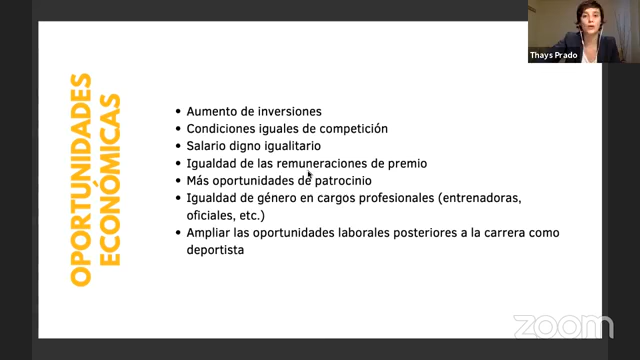 Thays Prado
OPORTUNIDADES
ECONÓMICAS
• Aumento de inversiones
• Condiciones iguales de competición
• Salario digno igualitario
• Igualdad de las remuneraciones de premio
• Más oportunidades de patrocinio
• Igualdad de género en cargos profesionales (entrenadoras,
oficiales, etc.)
• Ampliar las oportunidades laborales posteriores a la carrera como
deportista
zoom